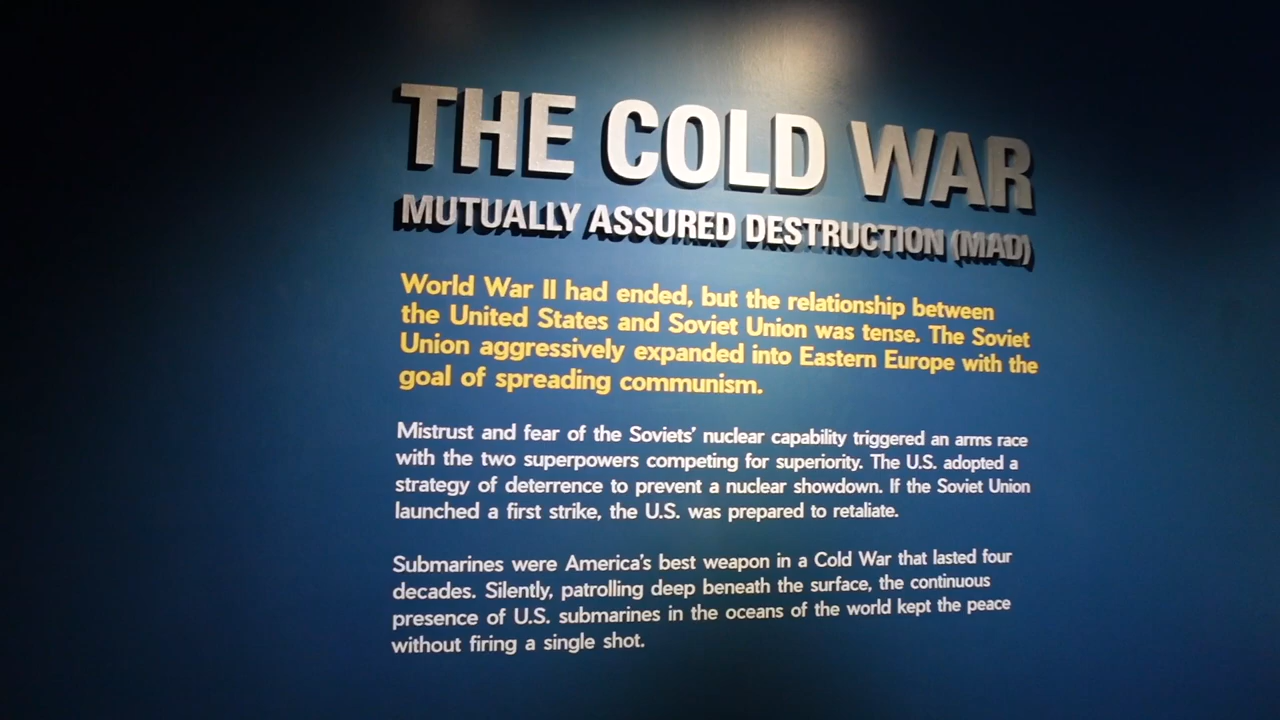 THE COLD WAR
MUTUALLY ASSURED DESTRUCTION (MAD)
World War II had ended, but the relationship between
the United States and Soviet Union was tense. The Soviet
Union aggressively expanded into Eastern Europe with the
goal of spreading communism.
Mistrust and fear of the Soviets' nuclear capability triggered an arms race
with the two superpowers competing for superiority. The U.S. adopted a
strategy of deterrence to prevent a nuclear showdown. If the Soviet Union
launched a first strike, the U.S. was prepared to retaliate.
Submarines were America's best weapon in a Cold War that lasted four
decades. Silently, patrolling deep beneath the surface, the continuous
presence of U.S. submarines in the oceans of the world kept the peace
without firing a single shot.